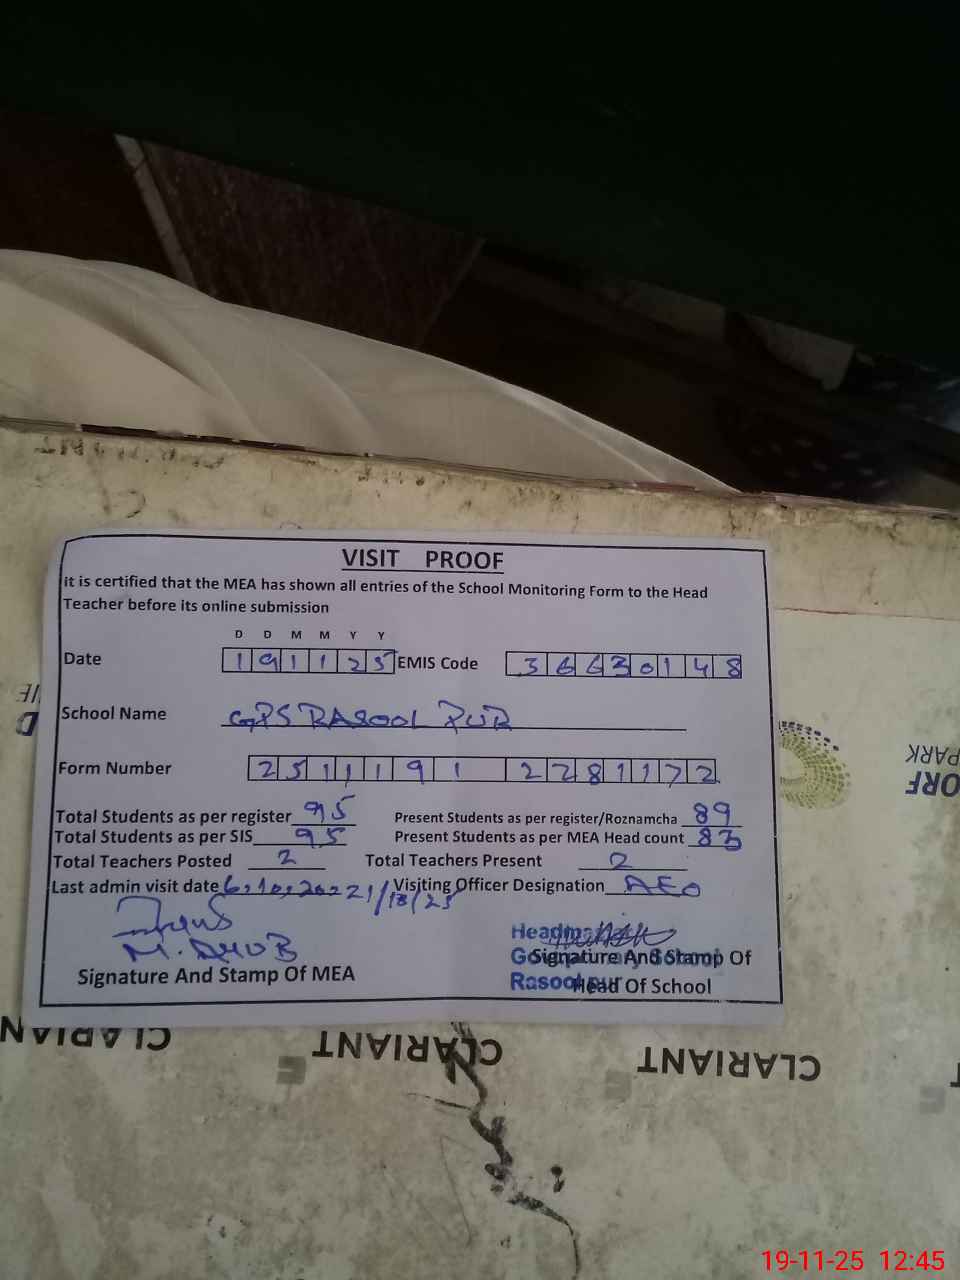 VISIT PROOF
it is certified that the MEA has shown all entries of the School Monitoring Form to the Head
Teacher before its online submission
D D M M Y Y
Date 1 9 1 1 2 5 EMIS Code 3 6 6 3 0 1 4 8
School Name GPS RASOOL PUR
Form Number 2 5 1 1 1 9 1 2 2 8 1 1 7 2
Total Students as per register 95 Present Students as per register/Roznamcha 89
Total Students as per SIS 95 Present Students as per MEA Head count 83
Total Teachers Posted 2 Total Teachers Present 2
Last admin visit date Visiting Officer Designation AEO
Signature And Stamp Of MEA
Signature And Stamp Of
Rasool pur
Head Of School
CLARIANT CLARIANT CLARIANT
PARK
19-11-25 12:45